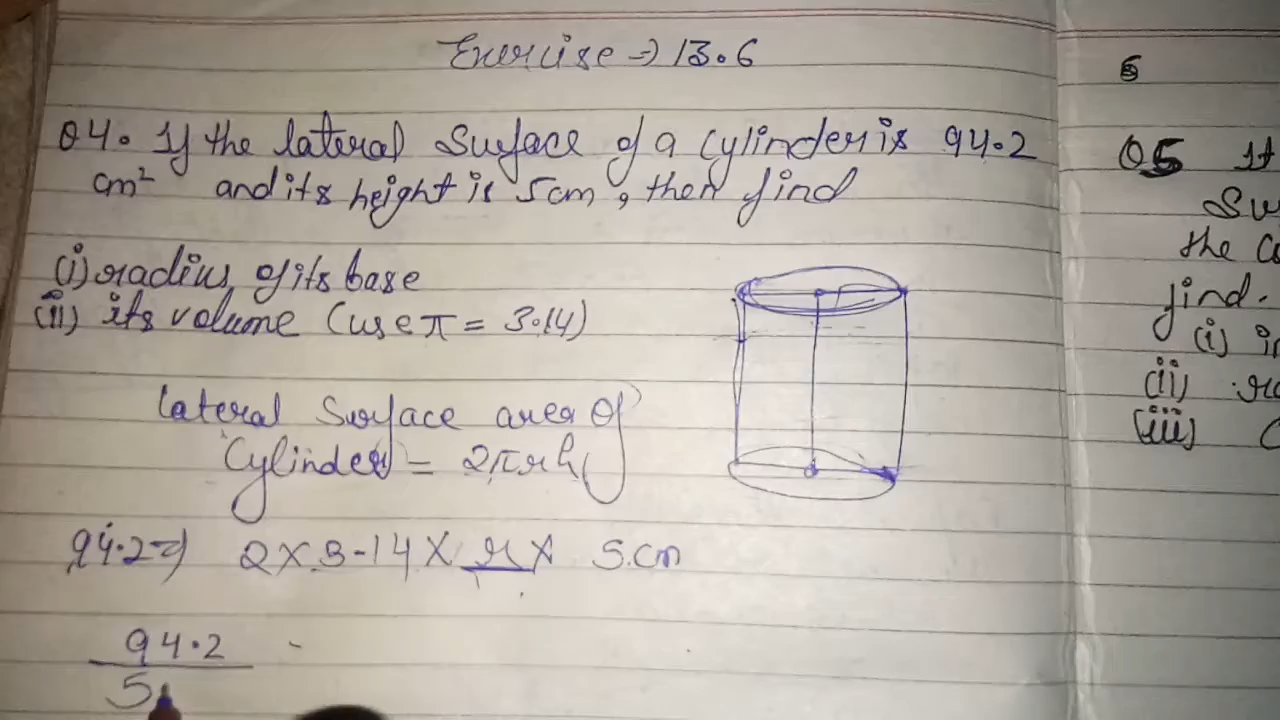 Exercise → 13.6
Q4. If the lateral Surface of a cylinder is 94.2
cm² and its height is 5cm, then find
(i) radius of its base
(ii) its volume (use π = 3.14)
lateral Surface area of
Cylinder = 2πrh
94.2 ⇒ 2 × 3.14 × r × 5cm
94.2 -
5
5
Q5 If
Su
the
find.
(i)
(ii)
(iii)